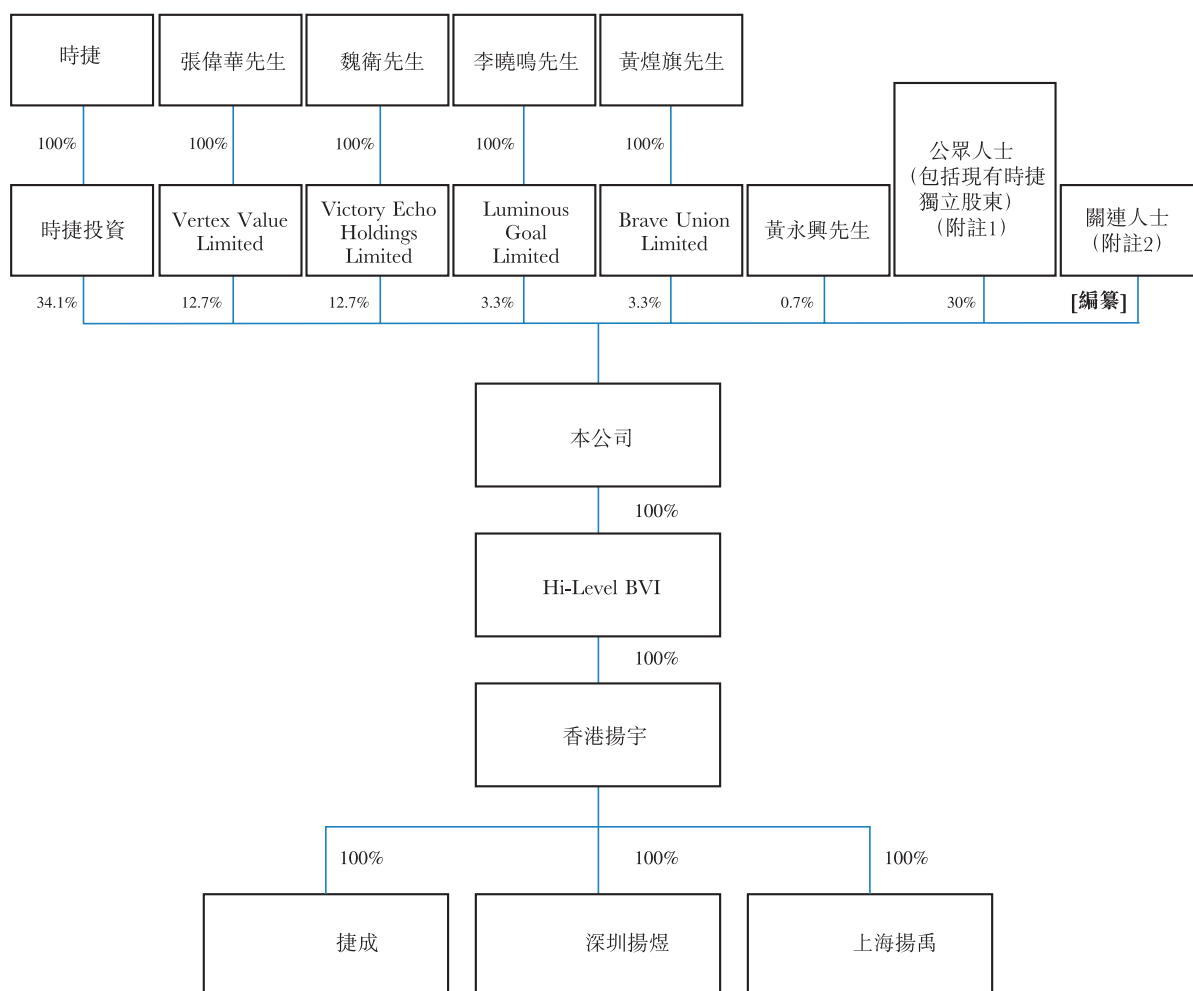 時捷
張偉華先生
魏衛先生
李曉鳴先生
黃煌旗先生
100%
100%
100%
100%
100%
時捷投資
Vertex Value
Limited
Victory Echo
Holdings
Limited
Luminous
Goal
Limited
Brave Union
Limited
黃永興先生
公眾人士
（包括現有時捷
獨立股東）
（附註1）
關連人士
（附註2）
34.1%
12.7%
12.7%
3.3%
3.3%
0.7%
30%
[編纂]
本公司
100%
Hi-Level BVI
100%
香港揚宇
100%
100%
100%
捷成
深圳揚煜
上海揚禹